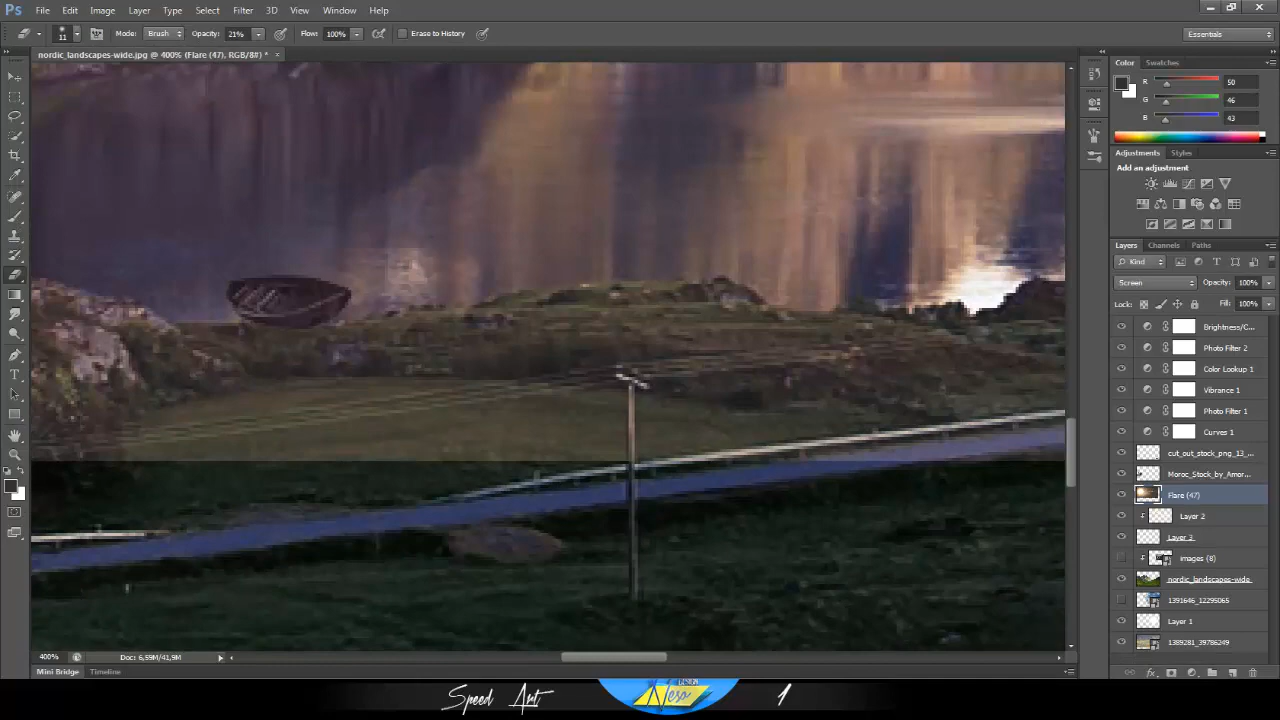 Ps File Edit Image Layer Type Select Filter 3D View Window Help
11 Mode: Brush Opacity: 21% Flow: 100% Erase to History Essentials
nordic_landscapes-wide.jpg @ 400% (Flare (47), RGB/8#) *
Color Swatches
R 50
G 46
B 43
Adjustments Styles
Add an adjustment
Layers Channels Paths
Kind
Screen Opacity: 100%
Lock: Fill: 100%
Brightness/C...
Photo Filter 2
Color Lookup 1
Vibrance 1
Photo Filter 1
Curves 1
cut_out_stock_png_13_...
Moroc_Stock_by_Amor...
Flare (47)
Layer 2
Layer 3
images (8)
nordic_landscapes-wide
1391646_12295065
Layer 1
1389281_39786249
400% Doc: 6,59M/41,9M
Mini Bridge Timeline
Speed Art DESIGN Neso 1